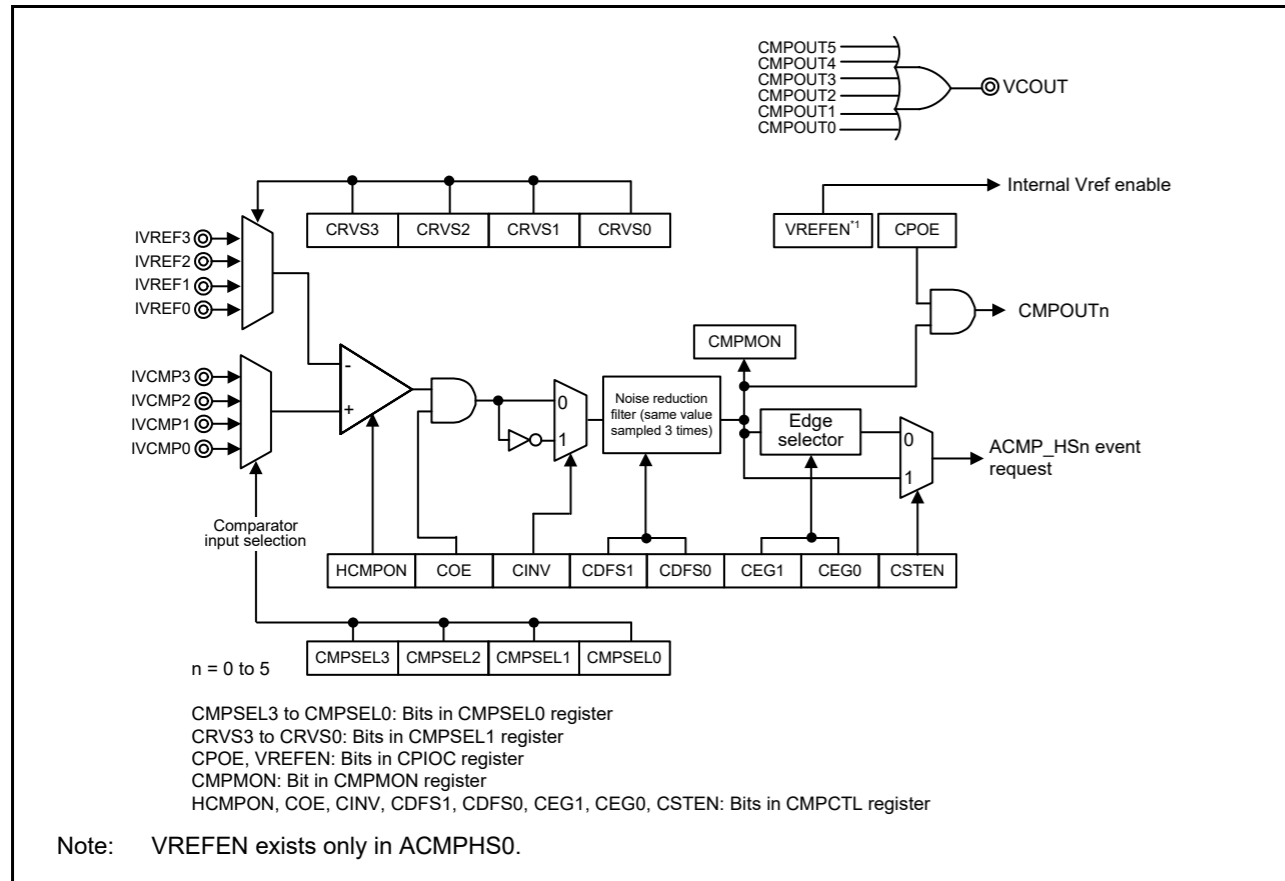 CMPOUT5
CMPOUT4
CMPOUT3
CMPOUT2
CMPOUT1
CMPOUT0
VCOUT
Internal Vref enable
CRVS3 CRVS2 CRVS1 CRVS0
VREFEN*1 CPOE
IVREF3
IVREF2
IVREF1
IVREF0
CMPOUTn
CMPMON
IVCMP3
IVCMP2
IVCMP1
IVCMP0
-
+
0
1
Noise reduction
filter (same value
sampled 3 times)
Edge
selector
0
1
ACMP_HSn event
request
Comparator
input selection
HCMPON COE CINV CDFS1 CDFS0 CEG1 CEG0 CSTEN
CMPSEL3 CMPSEL2 CMPSEL1 CMPSEL0
n = 0 to 5
CMPSEL3 to CMPSEL0: Bits in CMPSEL0 register
CRVS3 to CRVS0: Bits in CMPSEL1 register
CPOE, VREFEN: Bits in CPIOC register
CMPMON: Bit in CMPMON register
HCMPON, COE, CINV, CDFS1, CDFS0, CEG1, CEG0, CSTEN: Bits in CMPCTL register
Note: VREFEN exists only in ACMPHS0.